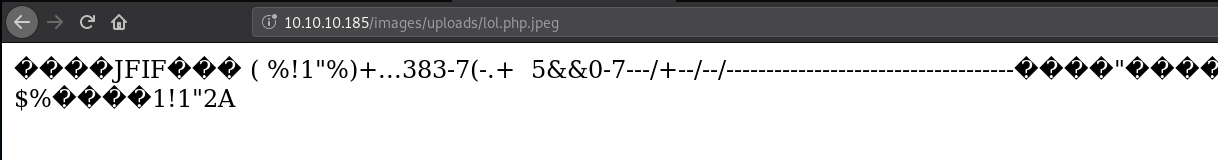 10.10.10.185/images/uploads/lol.php.jpeg
����JFIF��� ( %!1"%)+...383-7(-.+ 5&&0-7---/+--/--/------------------------------------����"����
$%����1!1"2A